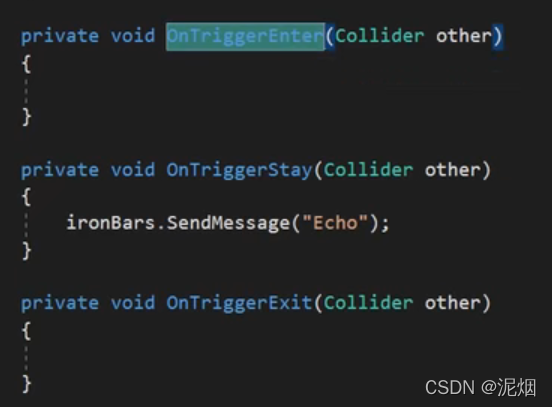 private void OnTriggerEnter(Collider other)
{
}
private void OnTriggerStay(Collider other)
{
ironBars.SendMessage("Echo");
}
private void OnTriggerExit(Collider other)
{
}
CSDN @泥烟